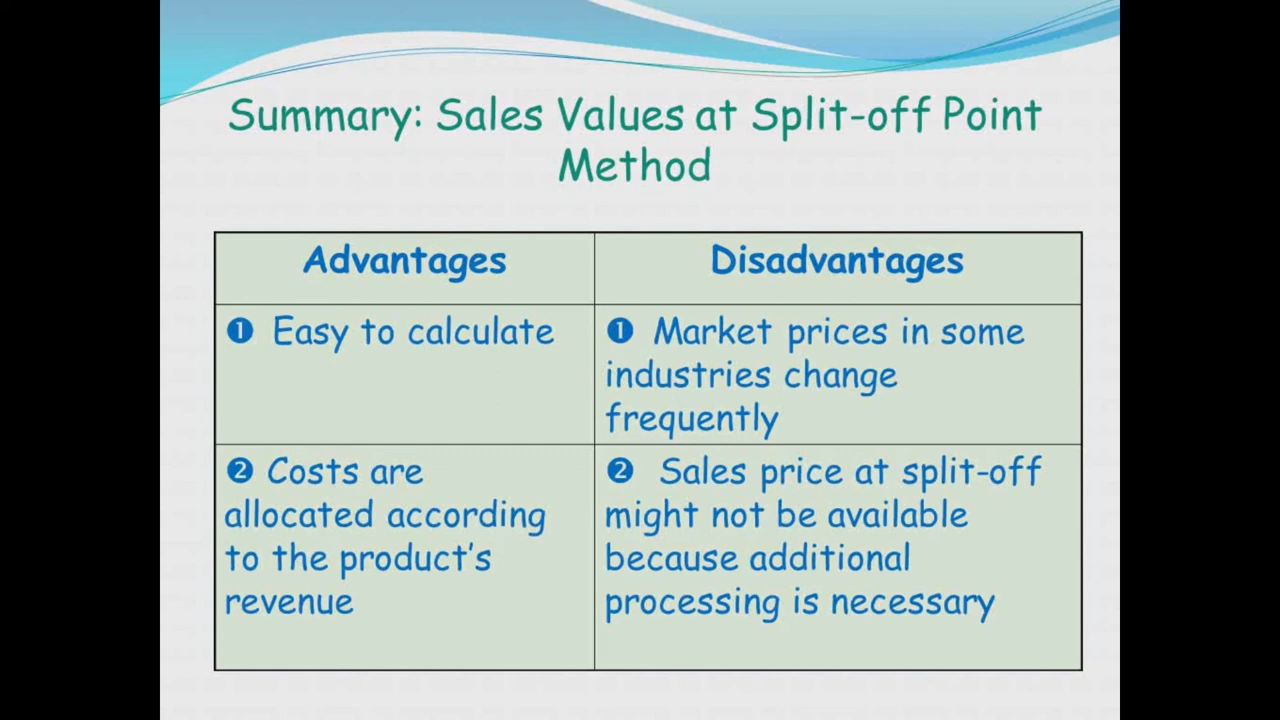 Summary: Sales Values at Split-off Point
Method
Advantages
Disadvantages
❶ Easy to calculate
❶ Market prices in some
industries change
frequently
❷ Costs are
allocated according
to the product’s
revenue
❷ Sales price at split-off
might not be available
because additional
processing is necessary